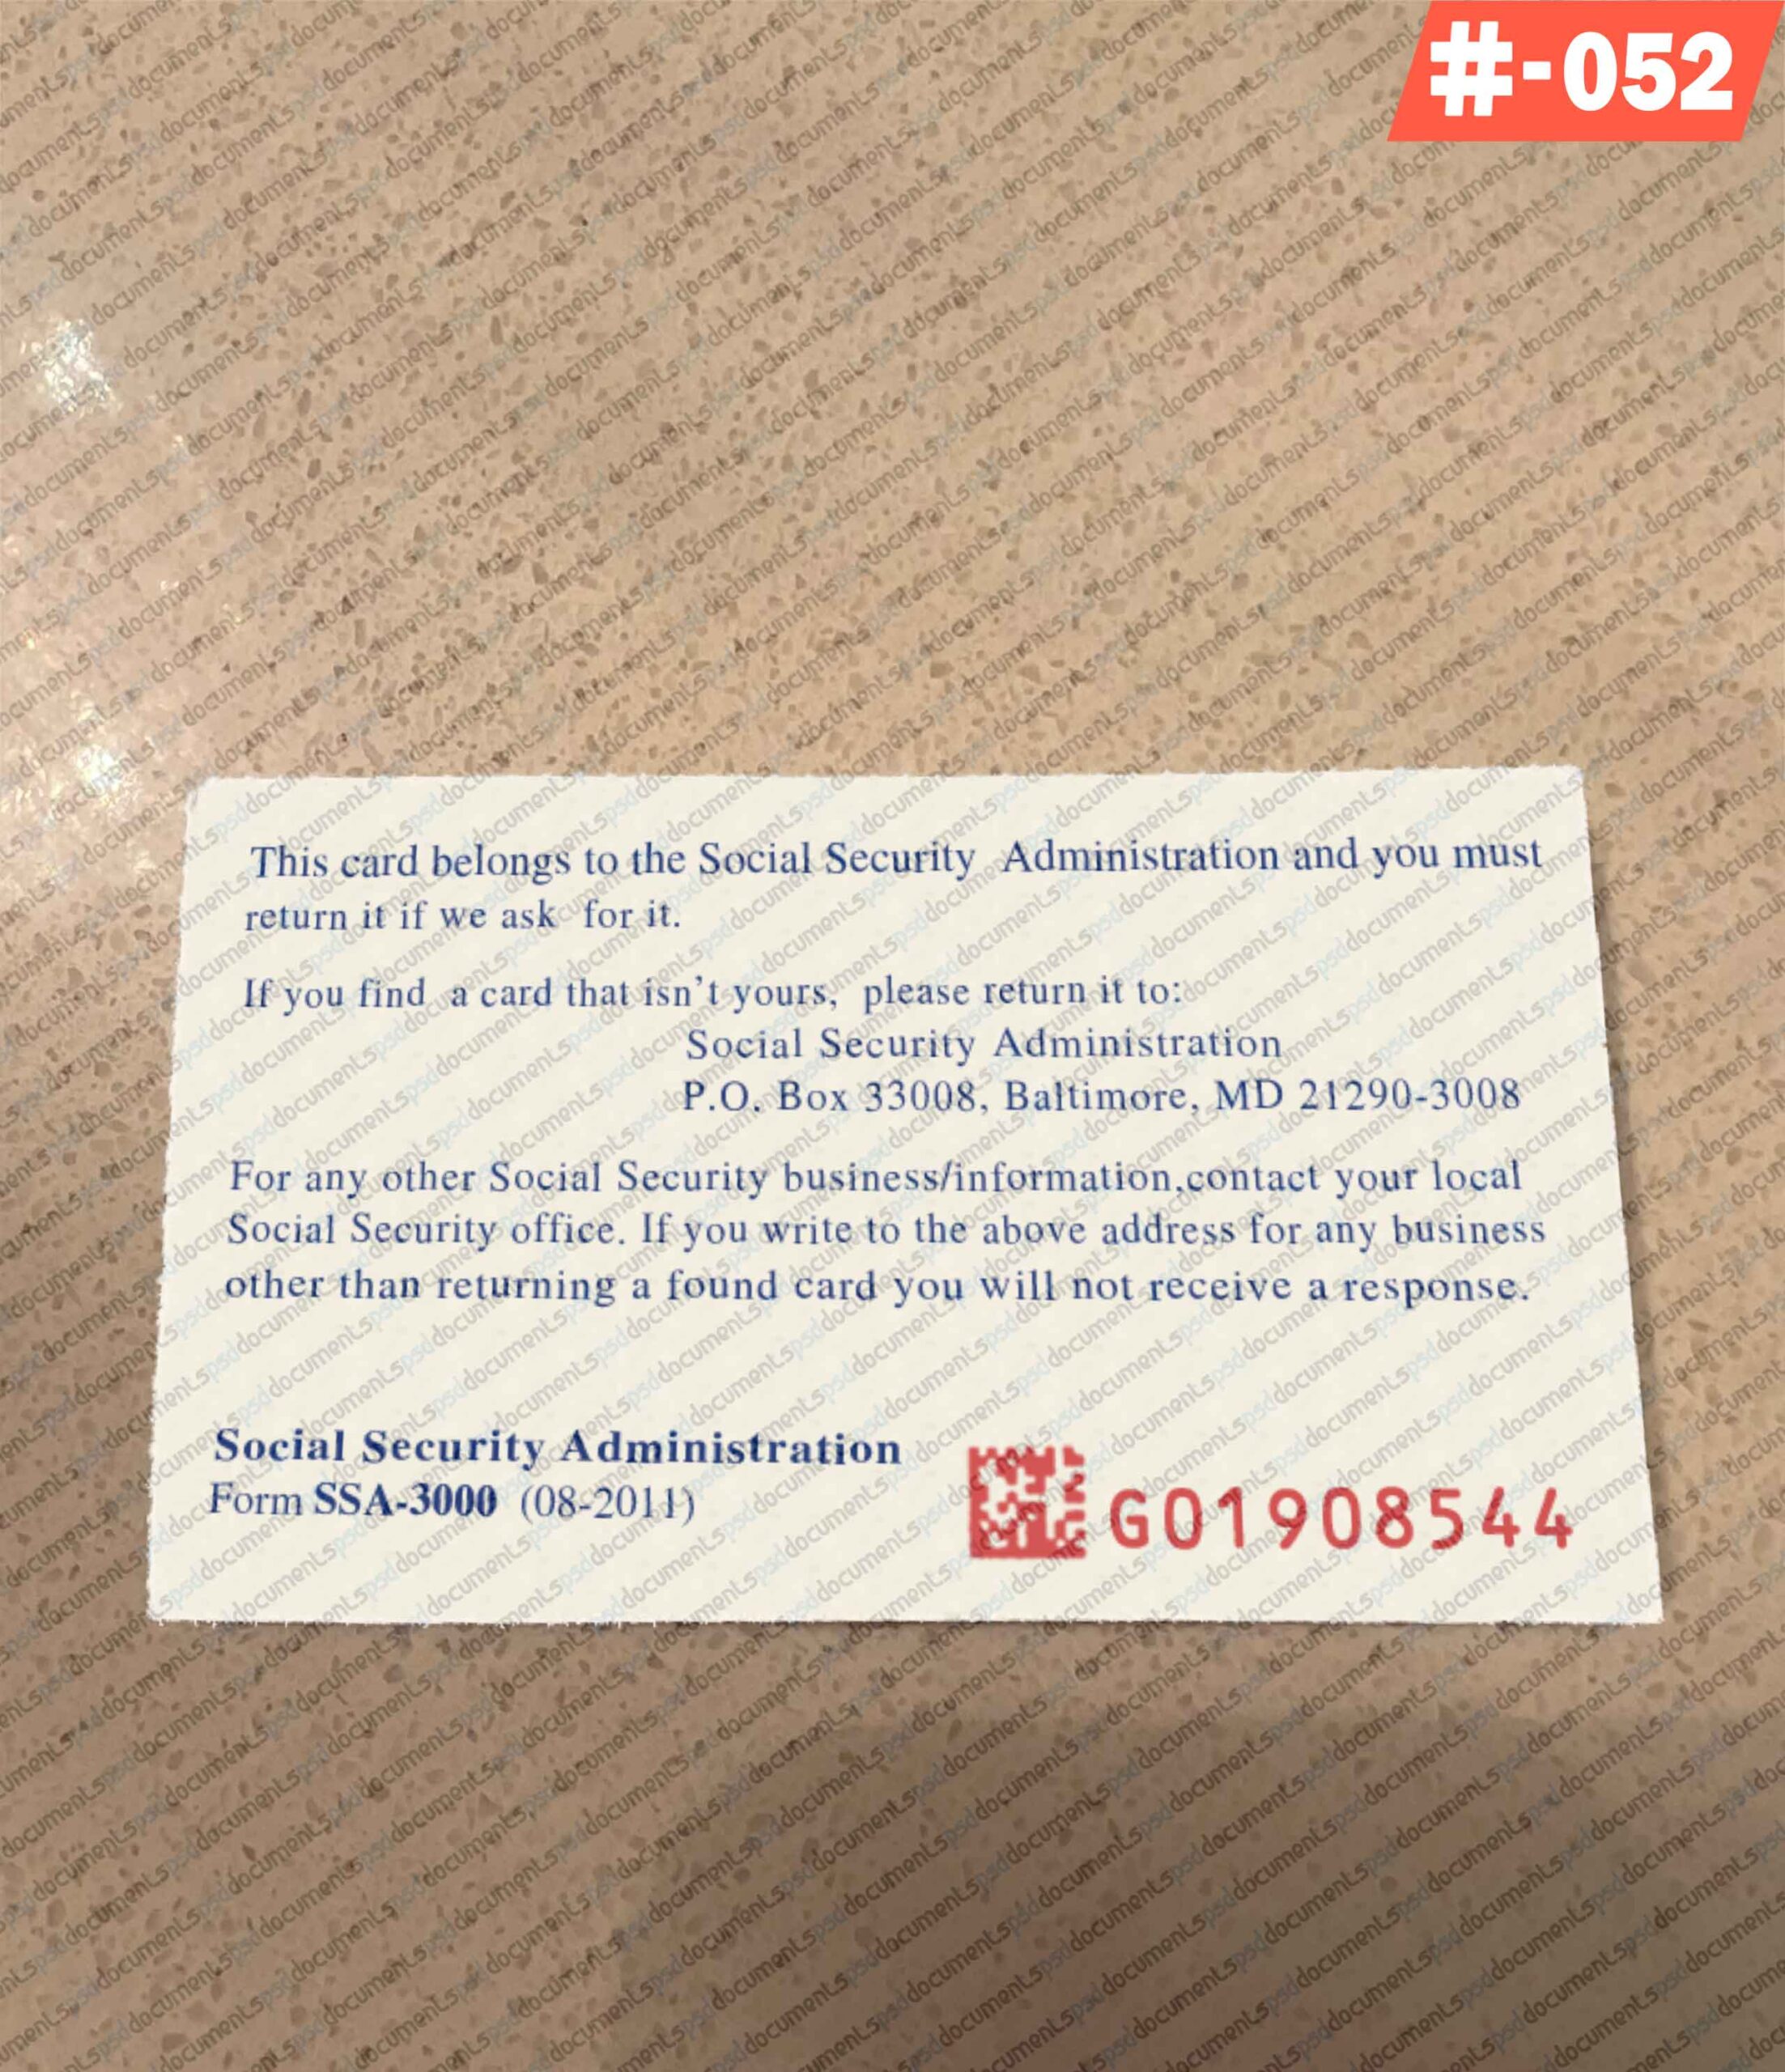 #-052
This card belongs to the Social Security Administration and you must
return it if we ask for it.
If you find a card that isn't yours, please return it to:
Social Security Administration
P.O. Box 33008, Baltimore, MD 21290-3008
For any other Social Security business/information,contact your local
Social Security office. If you write to the above address for any business
other than returning a found card you will not receive a response.
Social Security Administration
Form SSA-3000 (08-2011)
G01908544
psddocuments